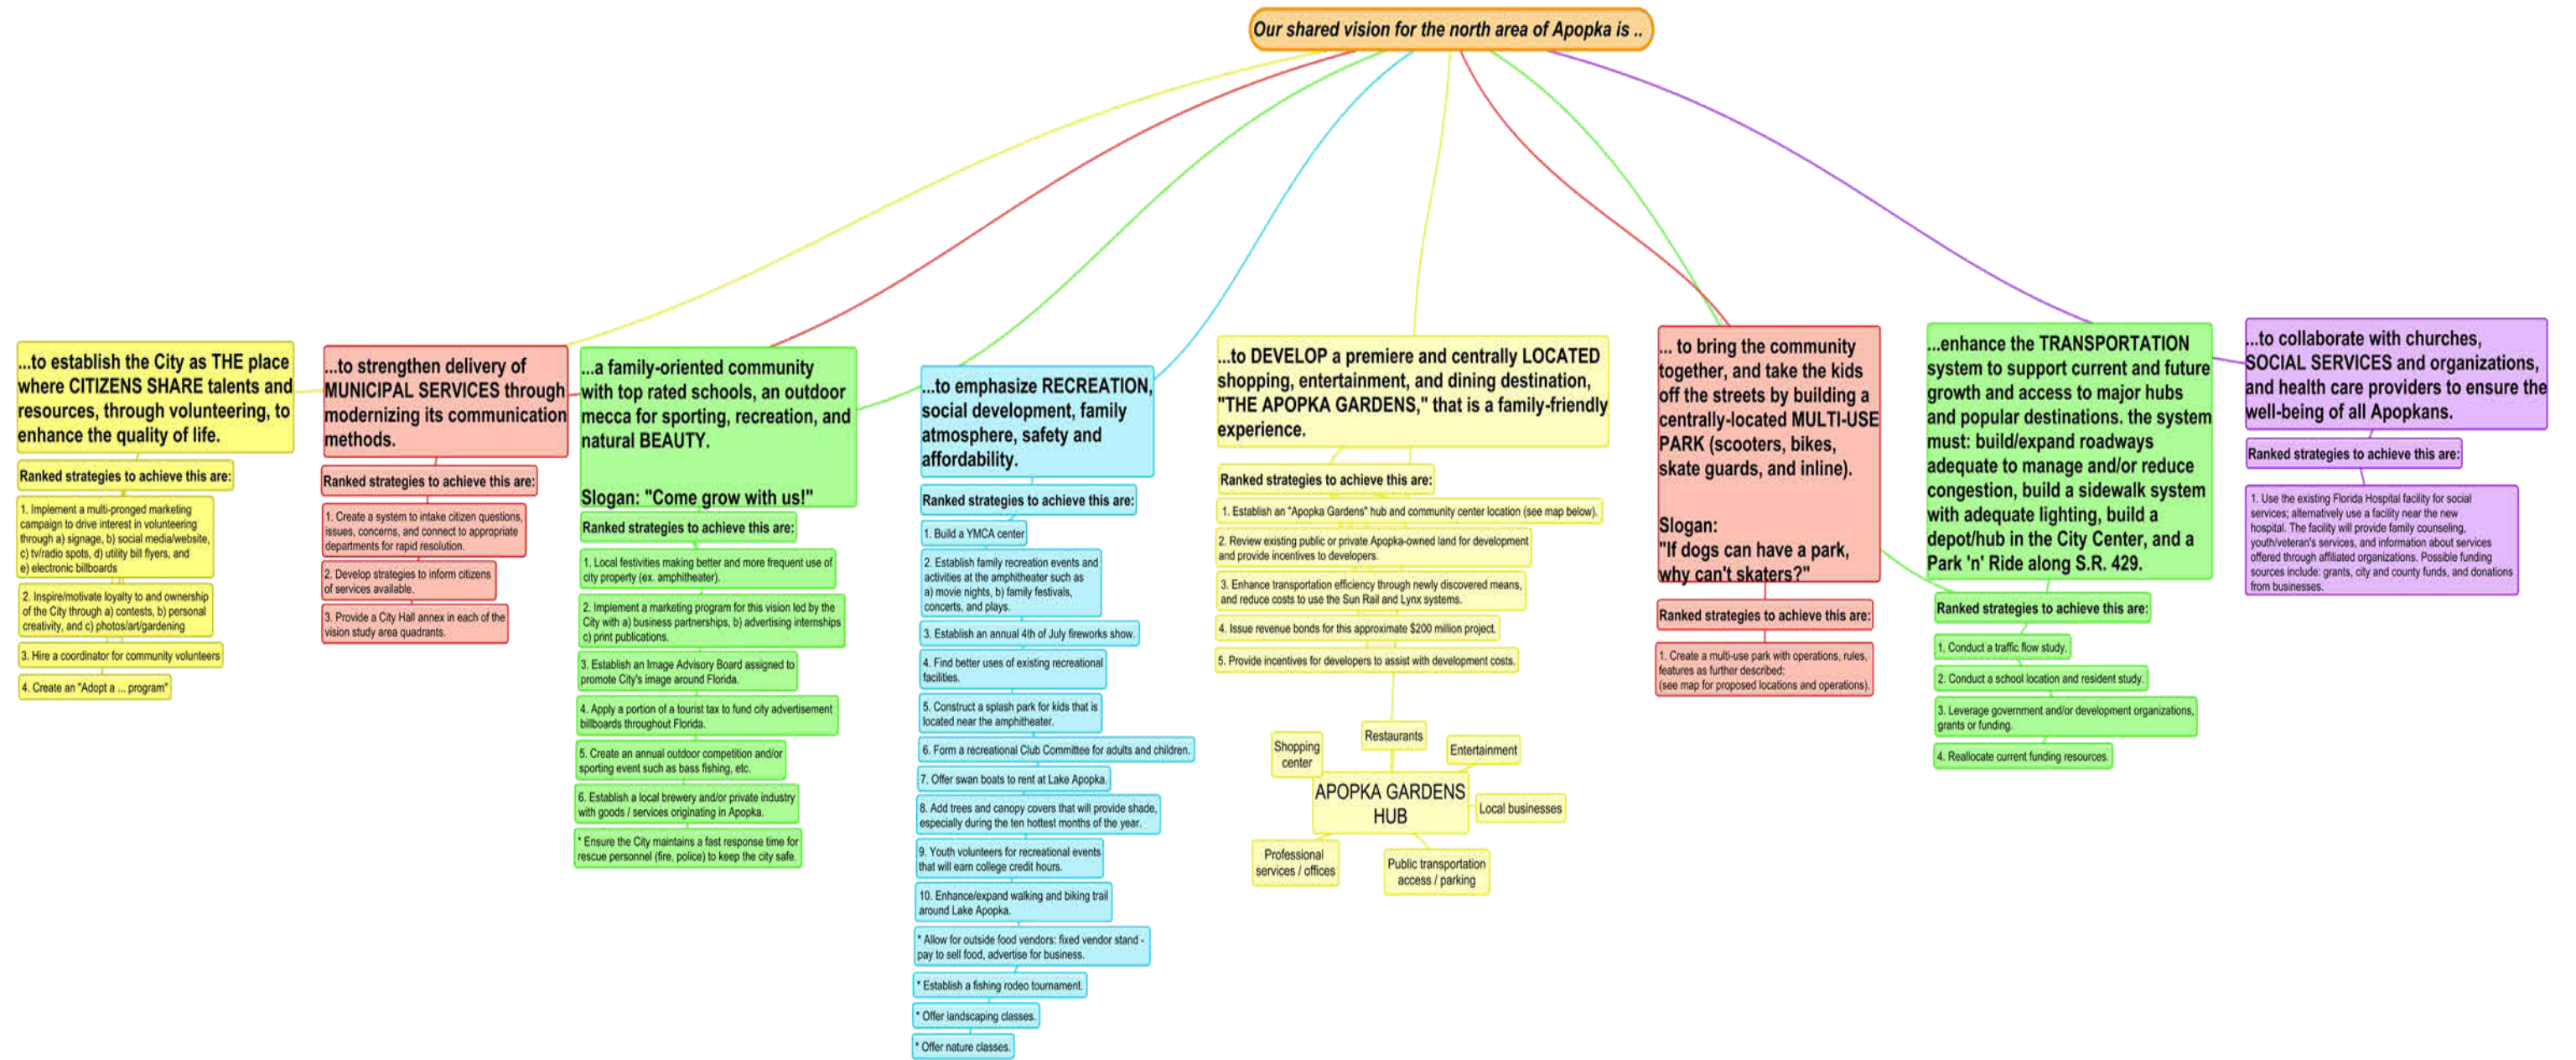 Our shared vision for the north area of Apopka is ..
...to establish the City as THE place
where CITIZENS SHARE talents and
resources, through volunteering, to
enhance the quality of life.
Ranked strategies to achieve this are:
1. Implement a multi-pronged marketing
campaign to drive interest in volunteering
through a) signage, b) social media/website,
c) tv/radio spots, d) utility bill flyers, and
e) electronic billboards
2. Inspire/motivate loyalty to and ownership
of the City through a) contests, b) personal
creativity, and c) photos/art/gardening
3. Hire a coordinator for community volunteers
4. Create an "Adopt a ... program"
...to strengthen delivery of
MUNICIPAL SERVICES through
modernizing its communication
methods.
Ranked strategies to achieve this are:
1. Create a system to intake citizen questions,
issues, concerns, and connect to appropriate
departments for rapid resolution.
2. Develop strategies to inform citizens
of services available.
3. Provide a City Hall annex in each of the
vision study area quadrants.
...a family-oriented community
with top rated schools, an outdoor
mecca for sporting, recreation, and
natural BEAUTY.
Slogan: "Come grow with us!"
Ranked strategies to achieve this are:
1. Local festivities making better and more frequent use of
city property (ex. amphitheater).
2. Implement a marketing program for this vision led by the
City with a) business partnerships, b) advertising internships
c) print publications.
3. Establish an Image Advisory Board assigned to
promote City's image around Florida.
4. Apply a portion of a tourist tax to fund city advertisement
billboards throughout Florida.
5. Create an annual outdoor competition and/or
sporting event such as bass fishing, etc.
6. Establish a local brewery and/or private industry
with goods / services originating in Apopka.
* Ensure the City maintains a fast response time for
rescue personnel (fire, police) to keep the city safe.
...to emphasize RECREATION,
social development, family
atmosphere, safety and
affordability.
Ranked strategies to achieve this are:
1. Build a YMCA center
2. Establish family recreation events and
activities at the amphitheater such as
a) movie nights, b) family festivals,
concerts, and plays.
3. Establish an annual 4th of July fireworks show.
4. Find better uses of existing recreational
facilities.
5. Construct a splash park for kids that is
located near the amphitheater.
6. Form a recreational Club Committee for adults and children.
7. Offer swan boats to rent at Lake Apopka.
8. Add trees and canopy covers that will provide shade,
especially during the ten hottest months of the year.
9. Youth volunteers for recreational events
that will earn college credit hours.
10. Enhance/expand walking and biking trail
around Lake Apopka.
* Allow for outside food vendors: fixed vendor stand -
pay to sell food, advertise for business.
* Establish a fishing rodeo tournament.
* Offer landscaping classes.
* Offer nature classes.
...to DEVELOP a premiere and centrally LOCATED
shopping, entertainment, and dining destination,
"THE APOPKA GARDENS," that is a family-friendly
experience.
Ranked strategies to achieve this are:
1. Establish an "Apopka Gardens" hub and community center location (see map below).
2. Review existing public or private Apopka-owned land for development
and provide incentives to developers.
3. Enhance transportation efficiency through newly discovered means,
and reduce costs to use the Sun Rail and Lynx systems.
4. Issue revenue bonds for this approximate $200 million project.
5. Provide incentives for developers to assist with development costs.
Shopping
center
Restaurants
Entertainment
APOPKA GARDENS
HUB
Local businesses
Professional
services / offices
Public transportation
access / parking
... to bring the community
together, and take the kids
off the streets by building a
centrally-located MULTI-USE
PARK (scooters, bikes,
skate guards, and inline).
Slogan:
"If dogs can have a park,
why can't skaters?"
Ranked strategies to achieve this are:
1. Create a multi-use park with operations, rules,
features as further described:
(see map for proposed locations and operations).
...enhance the TRANSPORTATION
system to support current and future
growth and access to major hubs
and popular destinations. the system
must: build/expand roadways
adequate to manage and/or reduce
congestion, build a sidewalk system
with adequate lighting, build a
depot/hub in the City Center, and a
Park 'n' Ride along S.R. 429.
Ranked strategies to achieve this are:
1. Conduct a traffic flow study.
2. Conduct a school location and resident study.
3. Leverage government and/or development organizations,
grants or funding.
4. Reallocate current funding resources.
...to collaborate with churches,
SOCIAL SERVICES and organizations,
and health care providers to ensure the
well-being of all Apopkans.
Ranked strategies to achieve this are:
1. Use the existing Florida Hospital facility for social
services; alternatively use a facility near the new
hospital. The facility will provide family counseling,
youth/veteran's services, and information about services
offered through affiliated organizations. Possible funding
sources include: grants, city and county funds, and donations
from businesses.